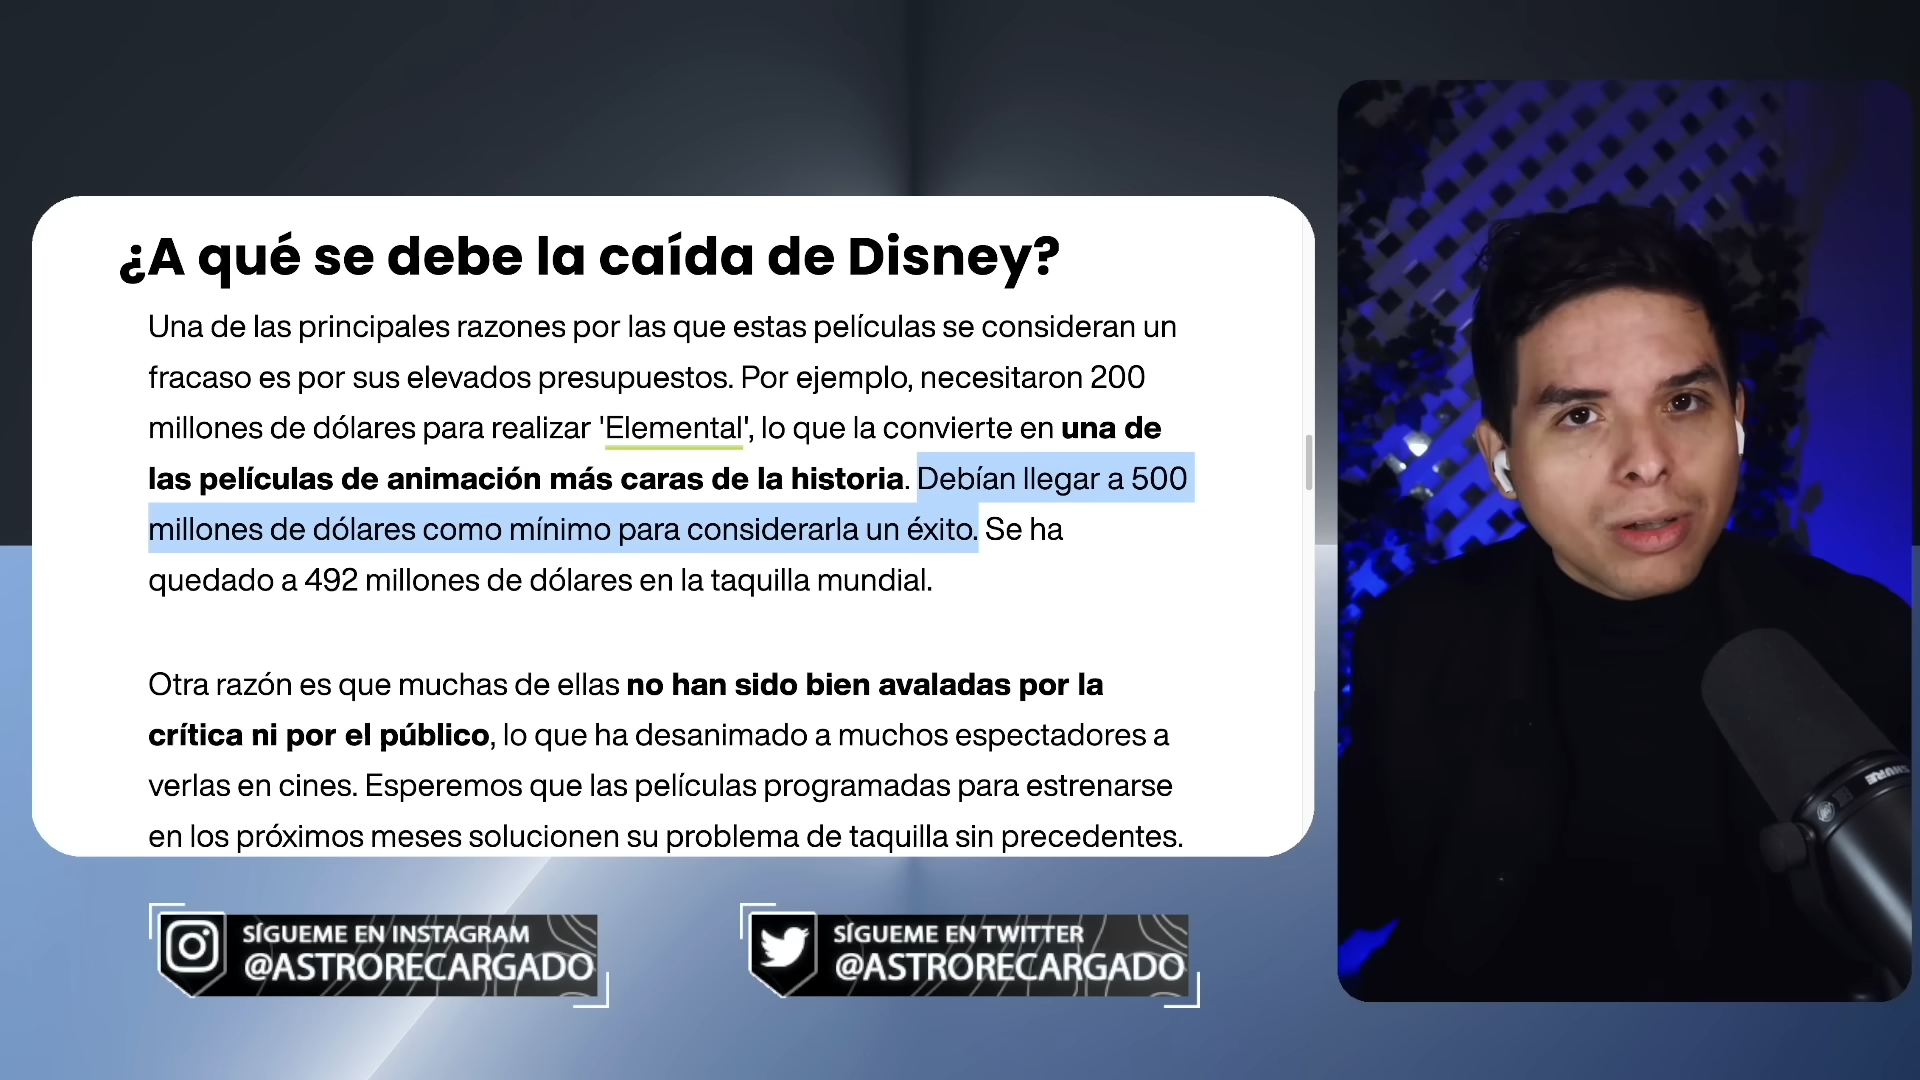 ¿A qué se debe la caída de Disney?
Una de las principales razones por las que estas películas se consideran un
fracaso es por sus elevados presupuestos. Por ejemplo, necesitaron 200
millones de dólares para realizar 'Elemental', lo que la convierte en una de
las películas de animación más caras de la historia. Debían llegar a 500
millones de dólares como mínimo para considerarla un éxito. Se ha
quedado a 492 millones de dólares en la taquilla mundial.
Otra razón es que muchas de ellas no han sido bien avaladas por la
crítica ni por el público, lo que ha desanimado a muchos espectadores a
verlas en cines. Esperemos que las películas programadas para estrenarse
en los próximos meses solucionen su problema de taquilla sin precedentes.
SÍGUEME EN INSTAGRAM
@ASTRORECARGADO
SÍGUEME EN TWITTER
@ASTRORECARGADO
SHURE